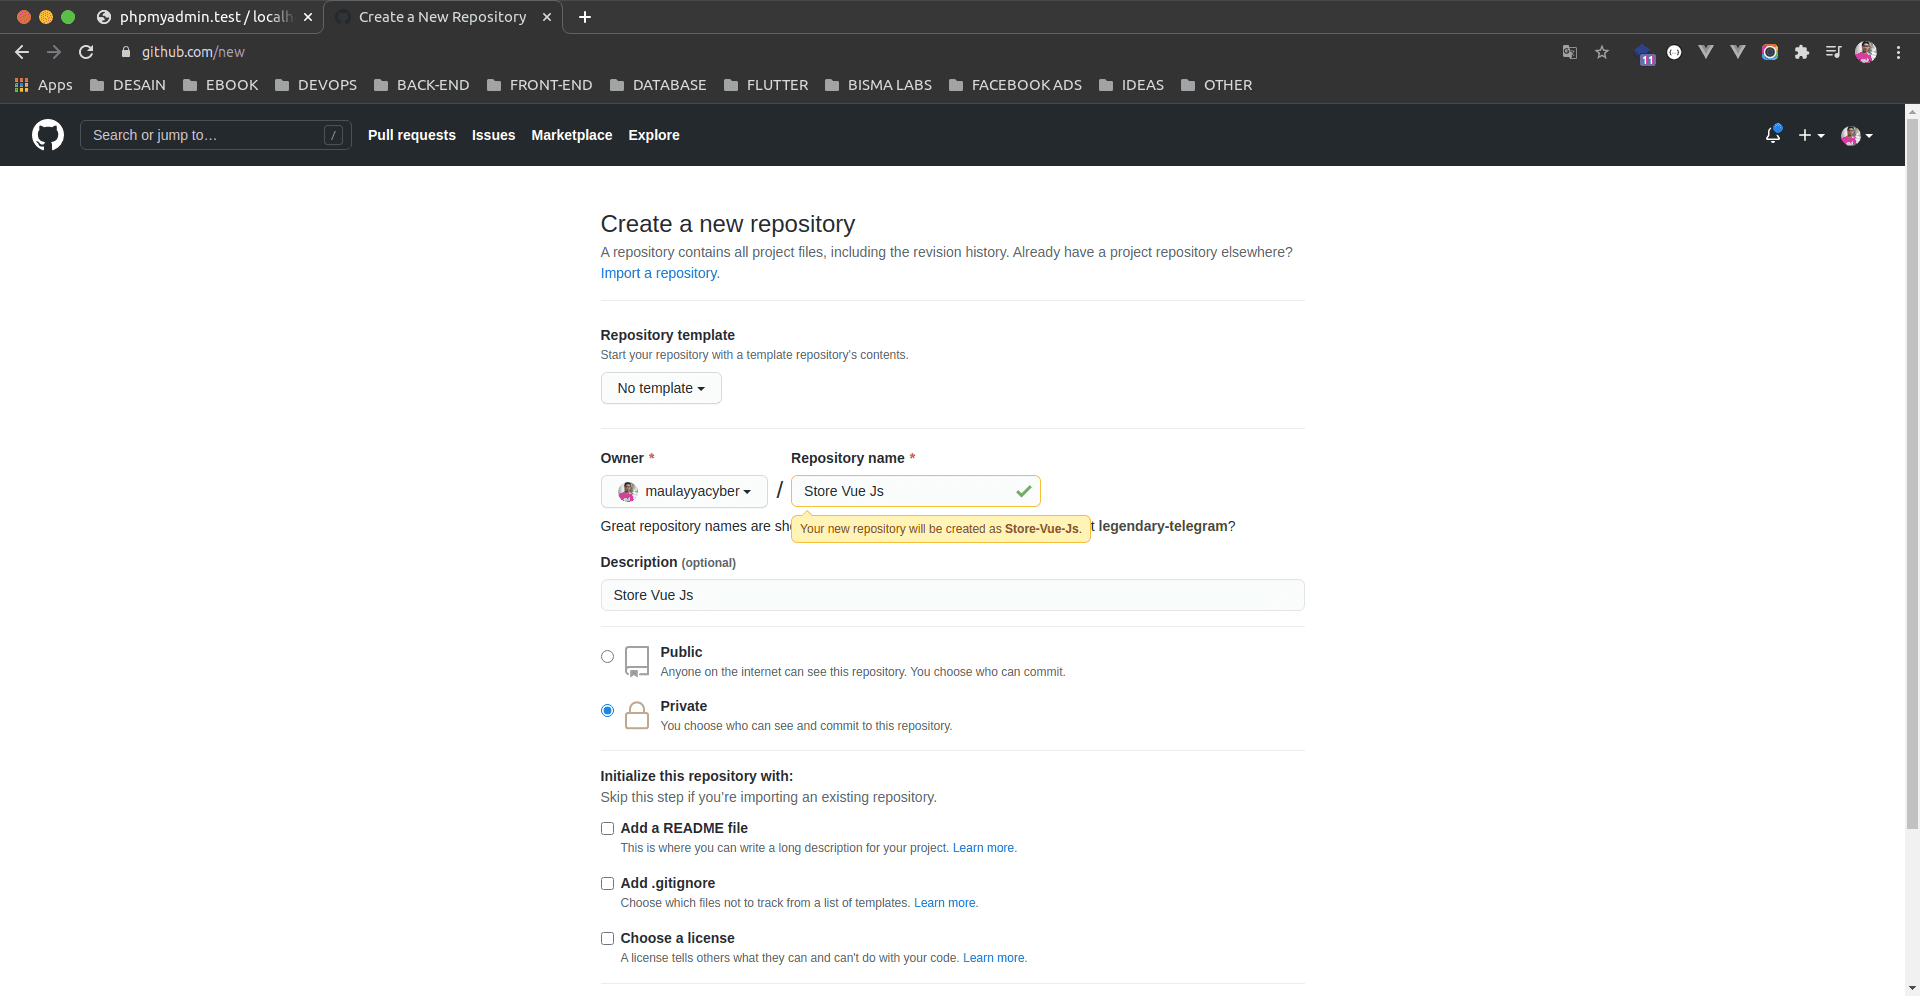 phpmyadmin.test / localh
Create a New Repository
github.com/new
11
Apps DESAIN EBOOK DEVOPS BACK-END FRONT-END DATABASE FLUTTER BISMA LABS FACEBOOK ADS IDEAS OTHER
Search or jump to… /
Pull requests Issues Marketplace Explore
Create a new repository
A repository contains all project files, including the revision history. Already have a project repository elsewhere?
Import a repository.
Repository template
Start your repository with a template repository's contents.
No template
Owner * Repository name *
maulayyacyber / Store Vue Js
Great repository names are sh
Your new repository will be created as Store-Vue-Js.
t legendary-telegram?
Description (optional)
Store Vue Js
Public
Anyone on the internet can see this repository. You choose who can commit.
Private
You choose who can see and commit to this repository.
Initialize this repository with:
Skip this step if you're importing an existing repository.
Add a README file
This is where you can write a long description for your project. Learn more.
Add .gitignore
Choose which files not to track from a list of templates. Learn more.
Choose a license
A license tells others what they can and can't do with your code. Learn more.